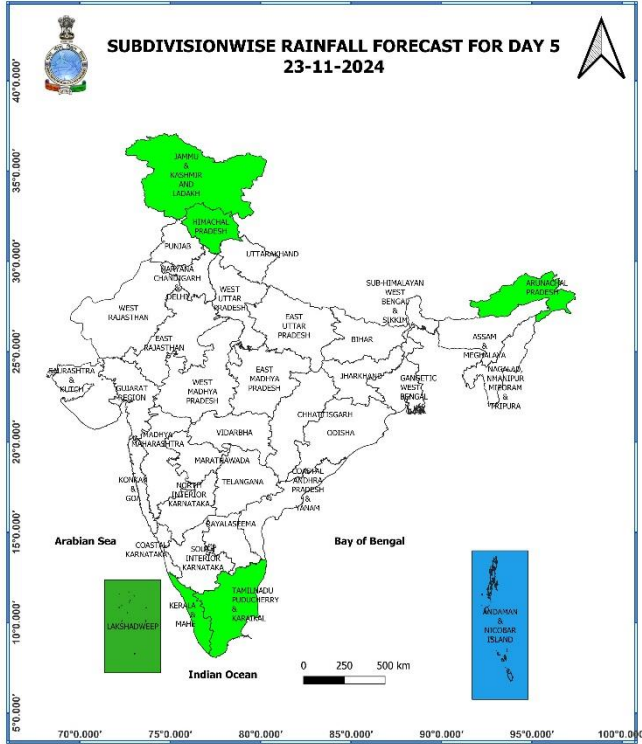 SUBDIVISIONWISE RAINFALL FORECAST FOR DAY 5
23-11-2024
40°0.000'
35°0.000'
30°0.000'
25°0.000'
20°0.000'
15°0.000'
10°0.000'
5°0.000'
JAMMU
&
KASHMIR
AND
LADAKH
HIMACHAL
PRADESH
PUNJAB
UTTARAKHAND
HARYANA
CHANDIGARH
&
DELHI
WEST
UTTAR
PRADESH
SUB-HIMALAYAN
WEST
BENGAL
&
SIKKIM
ARUNACHAL
PRADESH
WEST
RAJASTHAN
EAST
RAJASTHAN
EAST
UTTAR
PRADESH
BIHAR
ASSAM
&
MEGHALAYA
NAGALAD,
NMANIPUR
MIZORAM
&
TRIPURA
SAURASHTRA
&
KUTCH
GUJARAT
REGION
WEST
MADHYA
PRADESH
EAST
MADHYA
PRADESH
JHARKHAND
GANGETIC
WEST
BENGAL
CHHATTISGARH
ODISHA
MADHYA
MAHARASHTRA
VIDARBHA
MARATHWADA
TELANGANA
KONKAN
&
GOA
NORTH
INTERIOR
KARNATAKA
COASTAL
ANDHRA
PRADESH
&
YANAM
RAYALASEEMA
Arabian Sea
Bay of Bengal
COASTAL
KARNATAKA
SOUTH
INTERIOR
KARNATAKA
LAKSHADWEEP
KERALA
&
MAHE
TAMILNADU
PUDUCHERRY
&
KARAIKAL
ANDAMAN
&
NICOBAR
ISLAND
Indian Ocean
0 250 500 km
70°0.000' 75°0.000' 80°0.000' 85°0.000' 90°0.000' 95°0.000' 100°0.000'